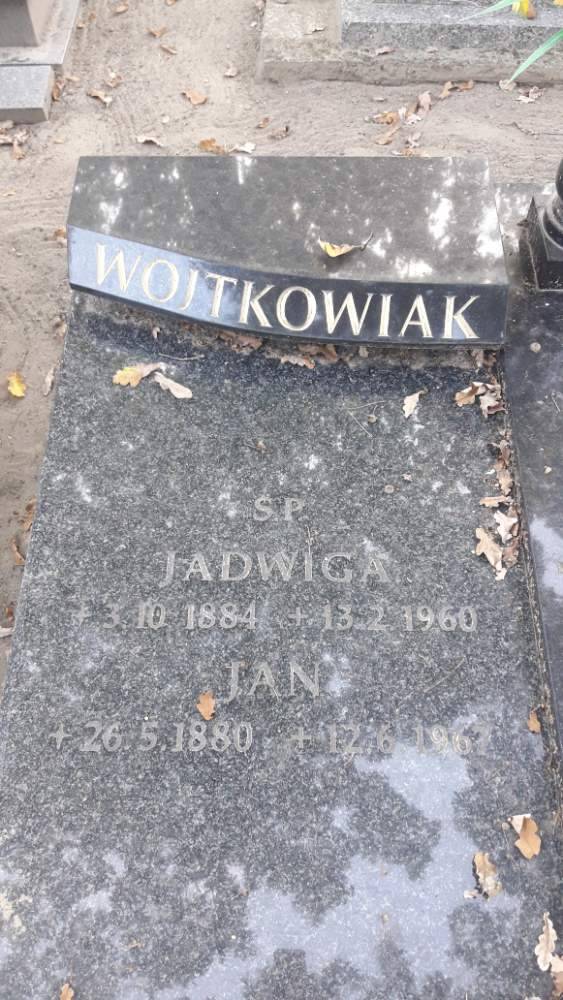 WOJTKOWIAK
SP
JADWIGA
+ 3.10.1884 + 13.2.1960
JAN
+ 26.5.1880 + 12.6.1967